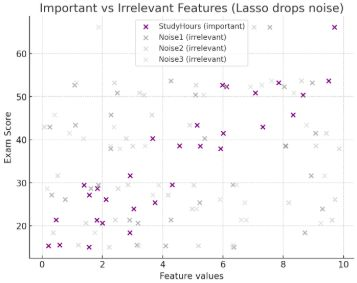 Important vs Irrelevant Features (Lasso drops noise)
StudyHours (important)
Noise1 (irrelevant)
Noise2 (irrelevant)
Noise3 (irrelevant)
Exam Score
60
50
40
30
20
0
2
4
6
8
10
Feature values